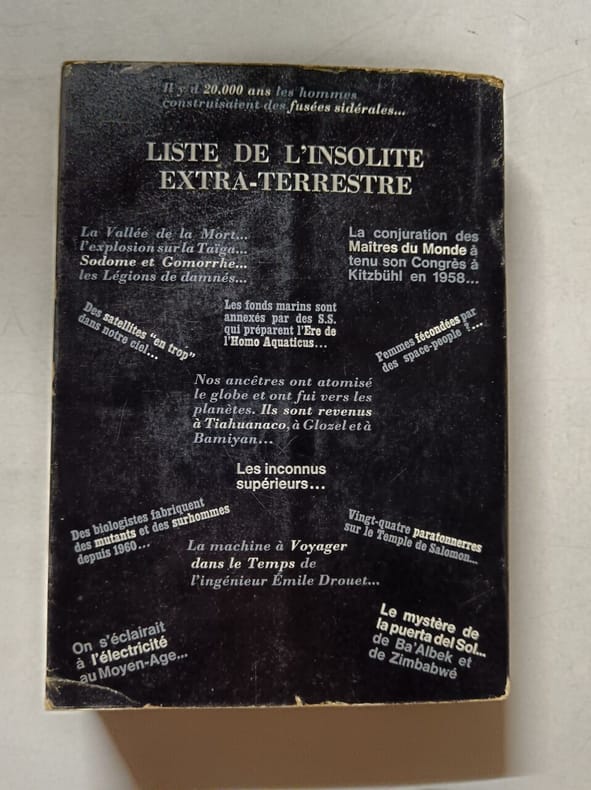 Il y a 20.000 ans les hommes
construisaient des fusées sidérales...
LISTE DE L'INSOLITE
EXTRA-TERRESTRE
La Vallée de la Mort...
l'explosion sur la Taïga...
Sodome et Gomorrhe...
les Légions de damnés...
La conjuration des
Maîtres du Monde à
tenu son Congrès à
Kitzbühl en 1958...
Des satellites "en trop"
dans notre ciel...
Les fonds marins sont
annexés par des S.S.
qui préparent l'Ere de
l'Homo Aquaticus...
Femmes fécondées par
des space-people ?...
Nos ancêtres ont atomisé
le globe et ont fui vers les
planètes. Ils sont revenus
à Tiahuanaco, à Glozel et à
Bamiyan...
Les inconnus
supérieurs...
Des biologistes fabriquent
des mutants et des surhommes
depuis 1960...
Vingt-quatre paratonnerres
sur le Temple de Salomon...
La machine à Voyager
dans le Temps de
l'ingénieur Émile Drouet...
On s'éclairait
à l'électricité
au Moyen-Age...
Le mystère de
la puerta del Sol...
de Ba'Albek et
de Zimbabwé